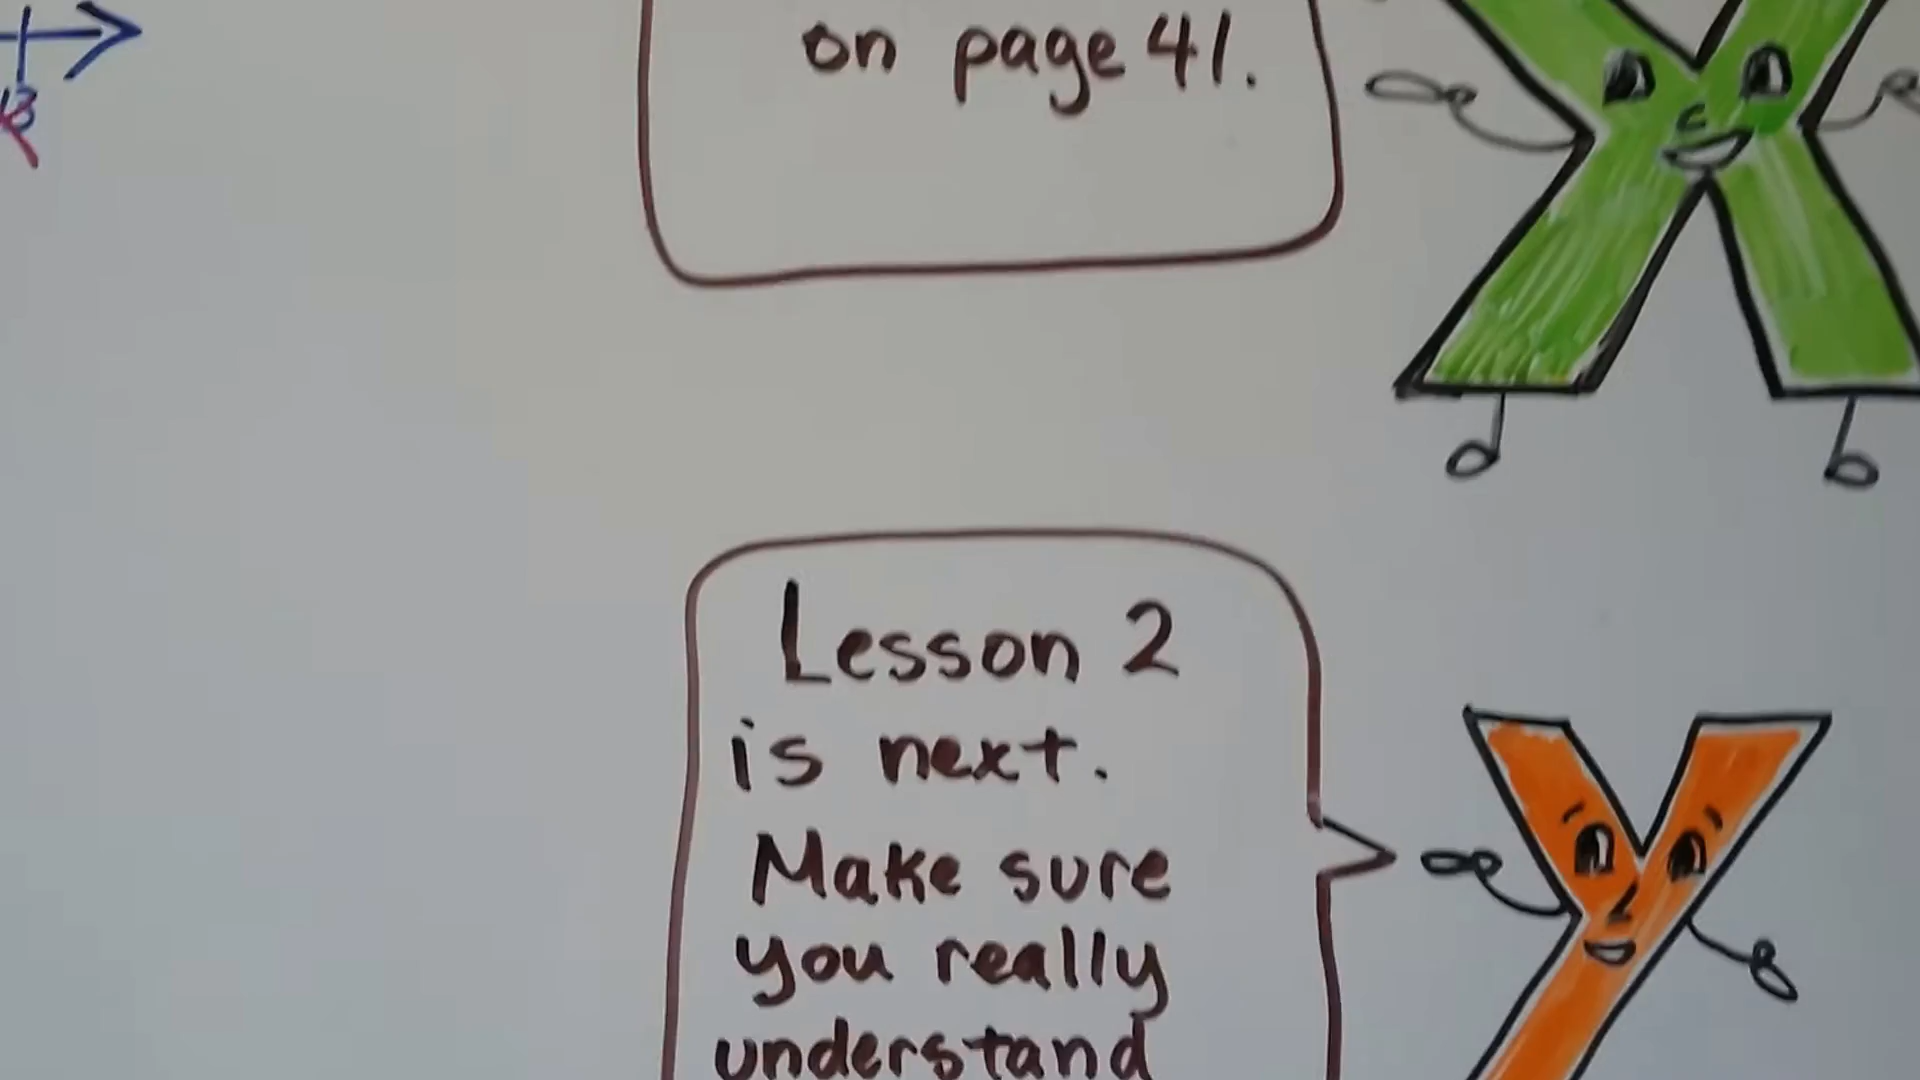 on page 41.
Lesson 2
is next.
Make sure
you really
understand